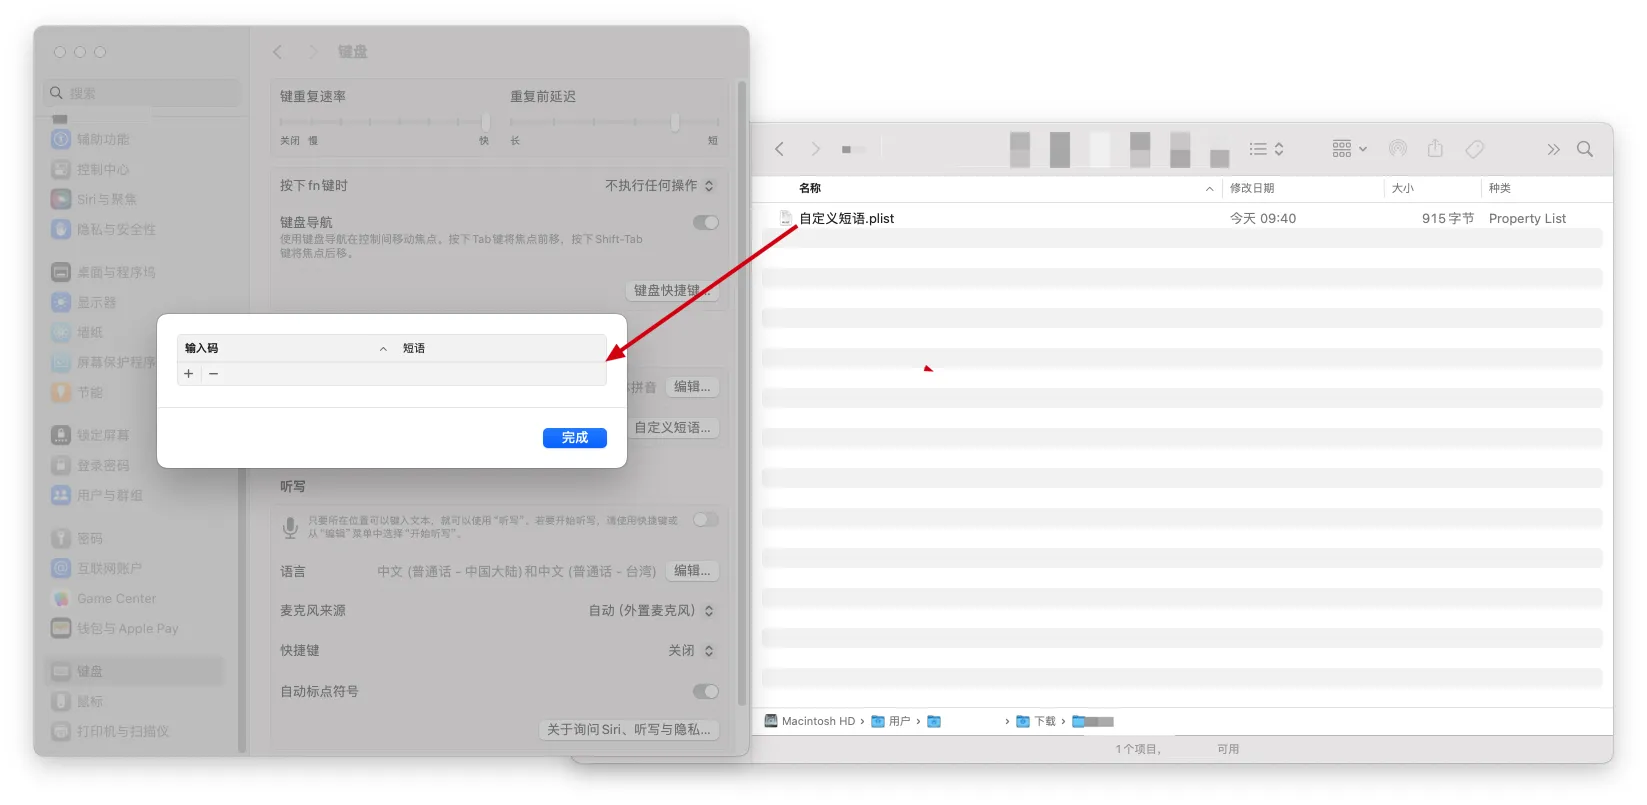 键盘
搜索
辅助功能
控制中心
Siri与聚焦
隐私与安全性
桌面与程序坞
显示器
墙纸
屏幕保护程序
节能
锁定屏幕
登录密码
用户与群组
密码
互联网账户
Game Center
钱包与 Apple Pay
键盘
鼠标
打印机与扫描仪
键重复速率
重复前延迟
关闭 慢 快 长 短
按下fn键时 不执行任何操作
键盘导航
使用键盘导航在控制间移动焦点。按下Tab键将焦点前移，按下Shift-Tab
键将焦点后移。
键盘快捷键...
输入码 短语
+ −
完成
拼音 编辑...
自定义短语...
听写
只要所在位置可以键入文本，就可以使用“听写”。若要开始听写，请使用快捷键或
从“编辑”菜单中选择“开始听写”。
语言 中文 (普通话 – 中国大陆) 和中文 (普通话 – 台湾) 编辑...
麦克风来源 自动 (外置麦克风)
快捷键 关闭
自动标点符号
关于询问 Siri、听写与隐私...
名称 修改日期 大小 种类
自定义短语.plist 今天 09:40 915 字节 Property List
Macintosh HD › 用户 › › 下载 ›
1个项目， 可用